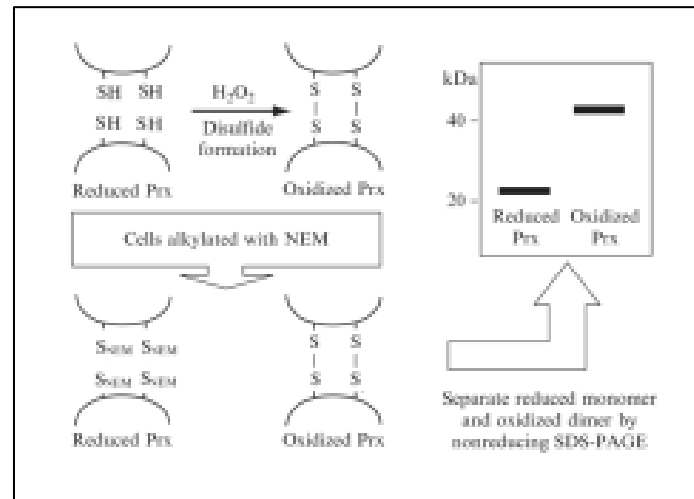 SH SH
SH SH
Reduced Prx
H₂O₂
Disulfide
formation
S S
S S
Oxidized Prx
kDa
40
20
Reduced Oxidized
Prx Prx
Cells alkylated with NEM
SNEM SNEM
SNEM SNEM
Reduced Prx
S S
S S
Oxidized Prx
Separate reduced monomer
and oxidized dimer by
nonreducing SDS-PAGE